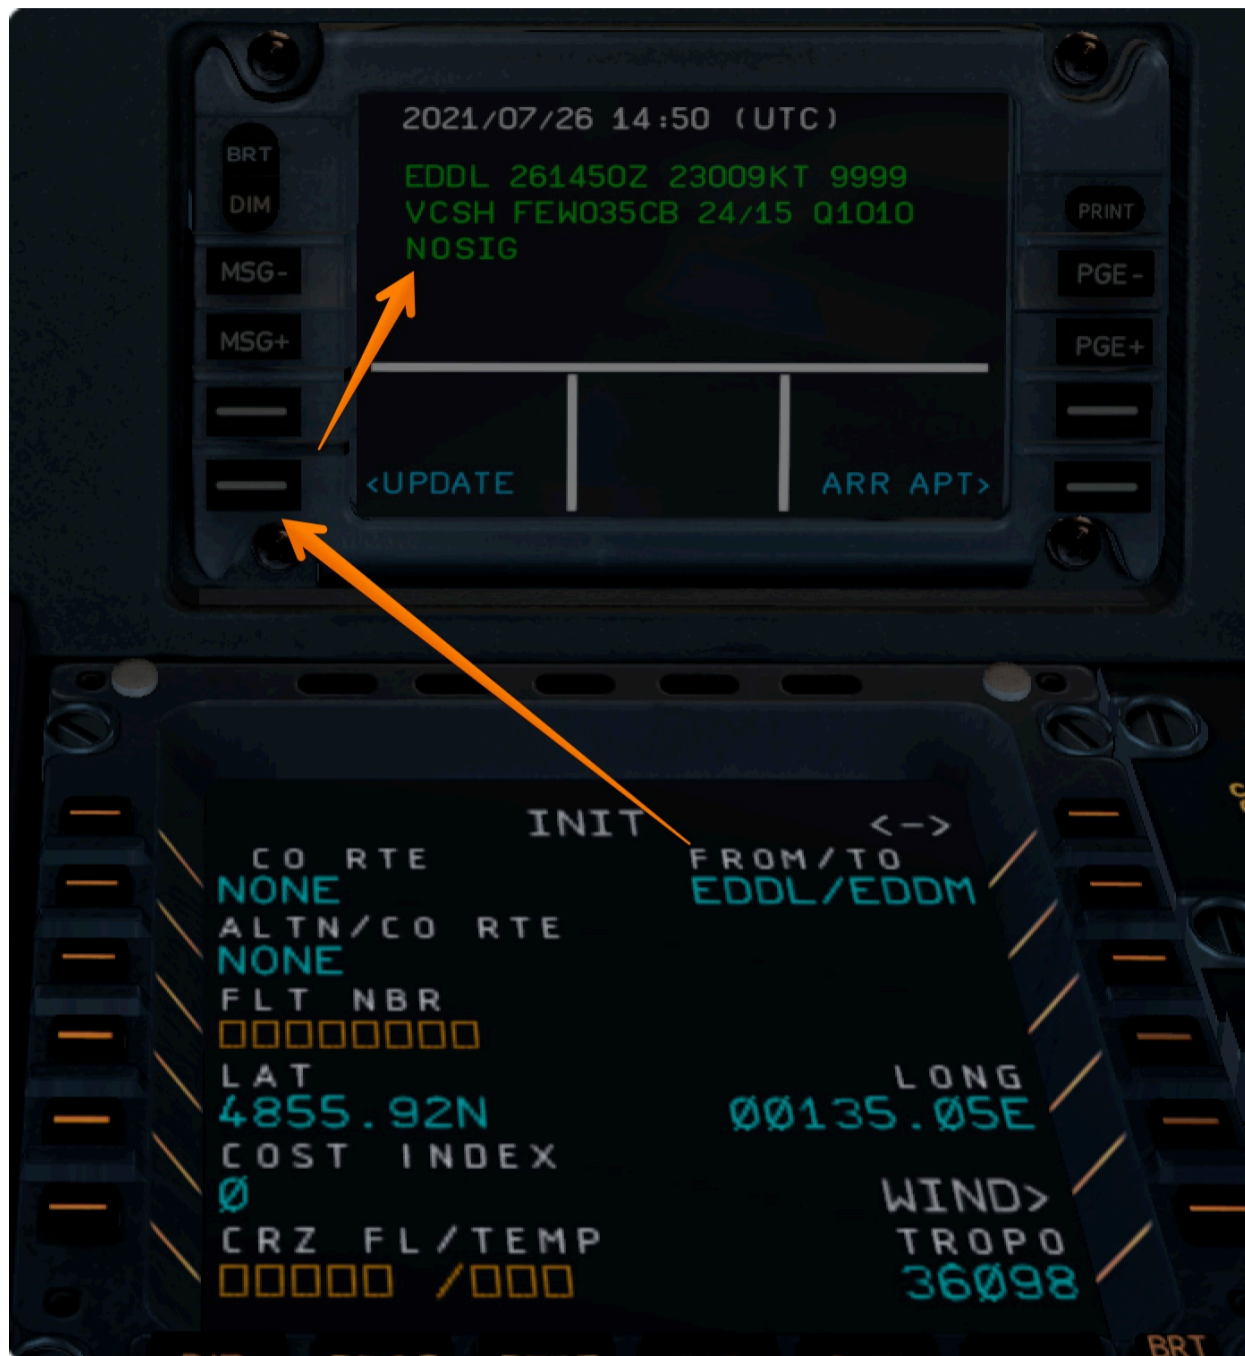 2021/07/26 14:50 (UTC)
BRT
DIM
EDDL 261450Z 23009KT 9999
VCSH FEW035CB 24/15 Q1010
NOSIG
PRINT
MSG-
PGE-
MSG+
PGE+
<UPDATE
ARR APT>
INIT <->
CO RTE FROM/TO
NONE EDDL/EDDM
ALTN/CO RTE
NONE
FLT NBR
□□□□□□□□
LAT LONG
4855.92N 00135.05E
COST INDEX
0
WIND>
CRZ FL/TEMP TROPO
□□□□□ /□□□ 36098
BRT